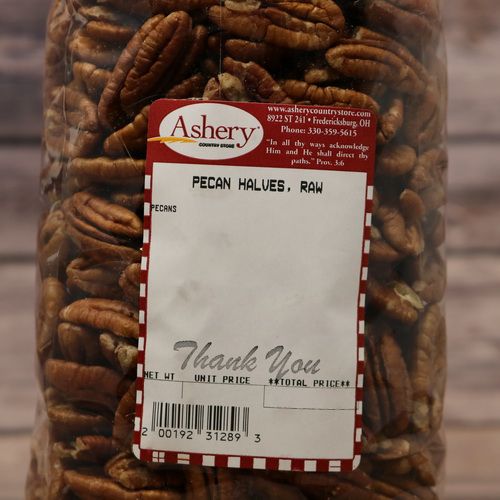 www.asherycountrystore.com
8922 ST 241 • Fredericksburg, OH
Phone: 330-359-5615
"In all thy ways acknowledge
Him and He shall direct thy
paths." Prov. 3:6
Ashery®
COUNTRY STORE
PECAN HALVES, RAW
PECANS
Thank You
NET WT UNIT PRICE **TOTAL PRICE**
2 00192 31289 3